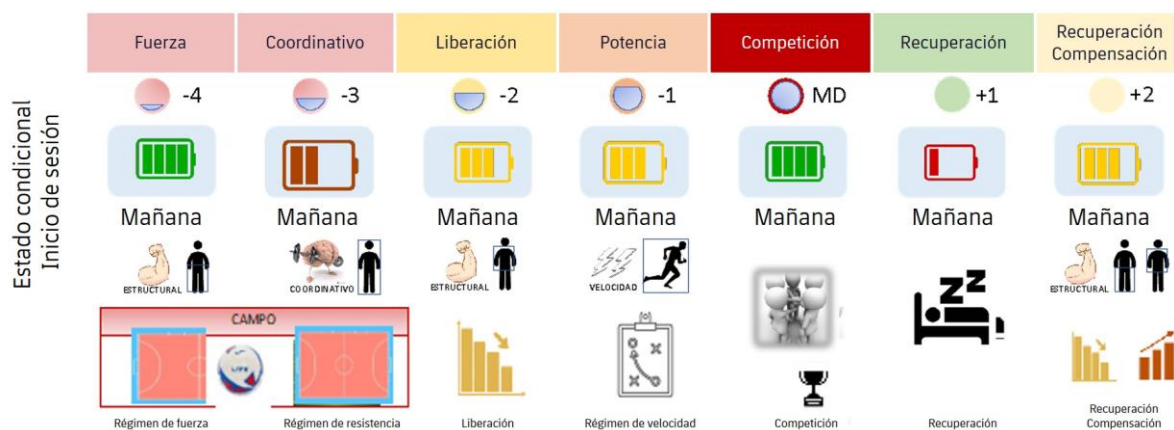 Fuerza
Coordinativo
Liberación
Potencia
Competición
Recuperación
Recuperación
Compensación
-4
-3
-2
-1
MD
+1
+2
Estado condicional
Inicio de sesión
Mañana
Mañana
Mañana
Mañana
Mañana
Mañana
Mañana
ESTRUCTURAL
COORDINATIVO
ESTRUCTURAL
VELOCIDAD
ZZ
ESTRUCTURAL
CAMPO
Régimen de fuerza
Régimen de resistencia
Liberación
Régimen de velocidad
Competición
Recuperación
Recuperación
Compensación